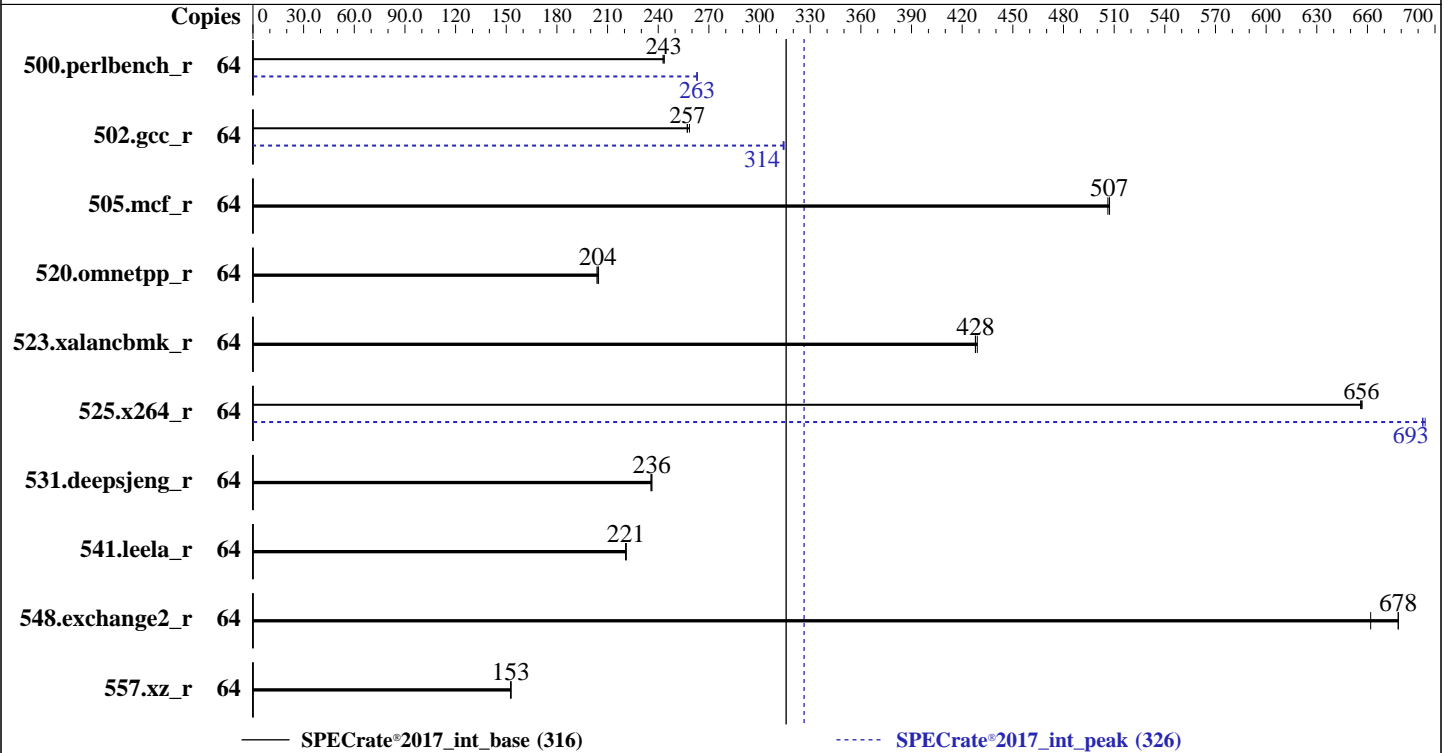 Copies 0 30.0 60.0 90.0 120 150 180 210 240 270 300 330 360 390 420 450 480 510 540 570 600 630 660 700
500.perlbench_r 64 243
263
502.gcc_r 64 257
314
505.mcf_r 64 507
520.omnetpp_r 64 204
523.xalancbmk_r 64 428
525.x264_r 64 656
693
531.deepsjeng_r 64 236
541.leela_r 64 221
548.exchange2_r 64 678
557.xz_r 64 153
SPECrate®2017_int_base (316) SPECrate®2017_int_peak (326)